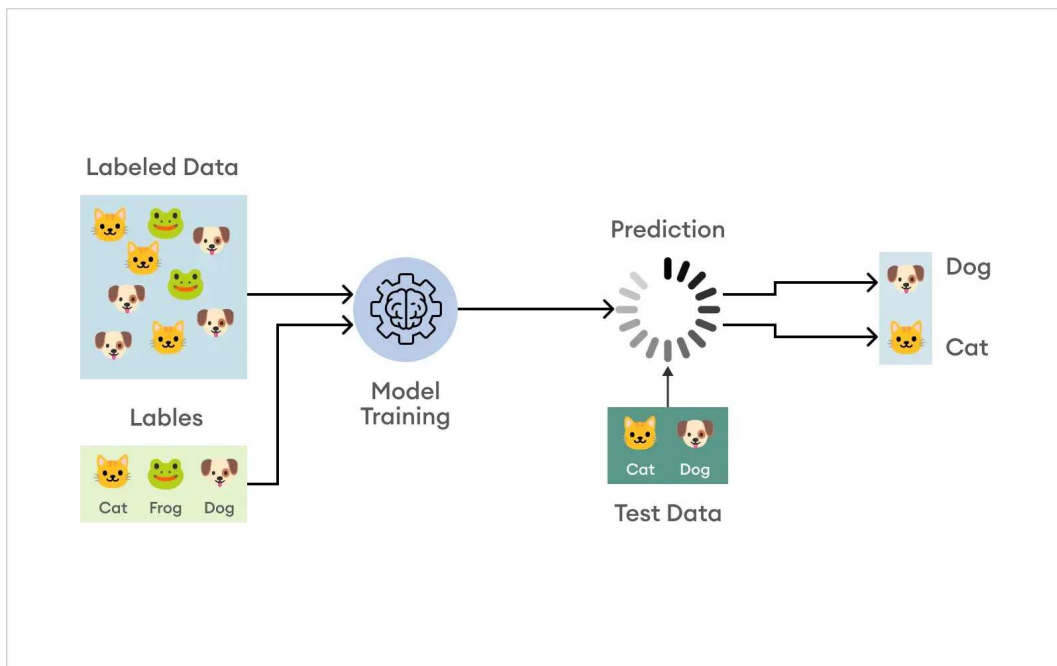 Labeled Data
Lables
Cat Frog Dog
Model
Training
Prediction
Cat Dog
Test Data
Dog
Cat